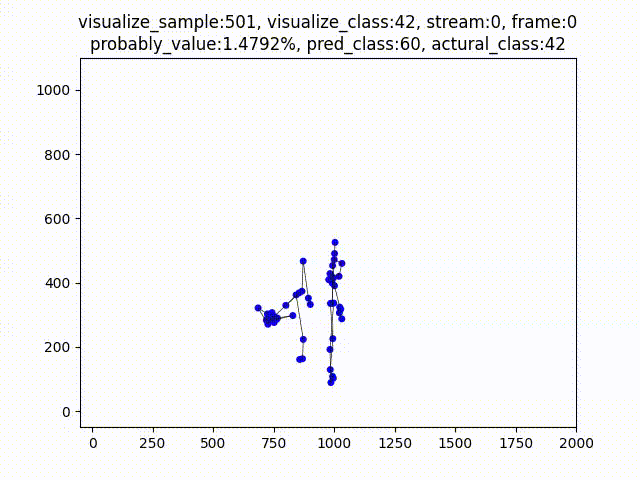 visualize_sample:501, visualize_class:42, stream:0, frame:0
probably_value:1.4792%, pred_class:60, actural_class:42
1000
800
600
400
200
0
0 250 500 750 1000 1250 1500 1750 2000